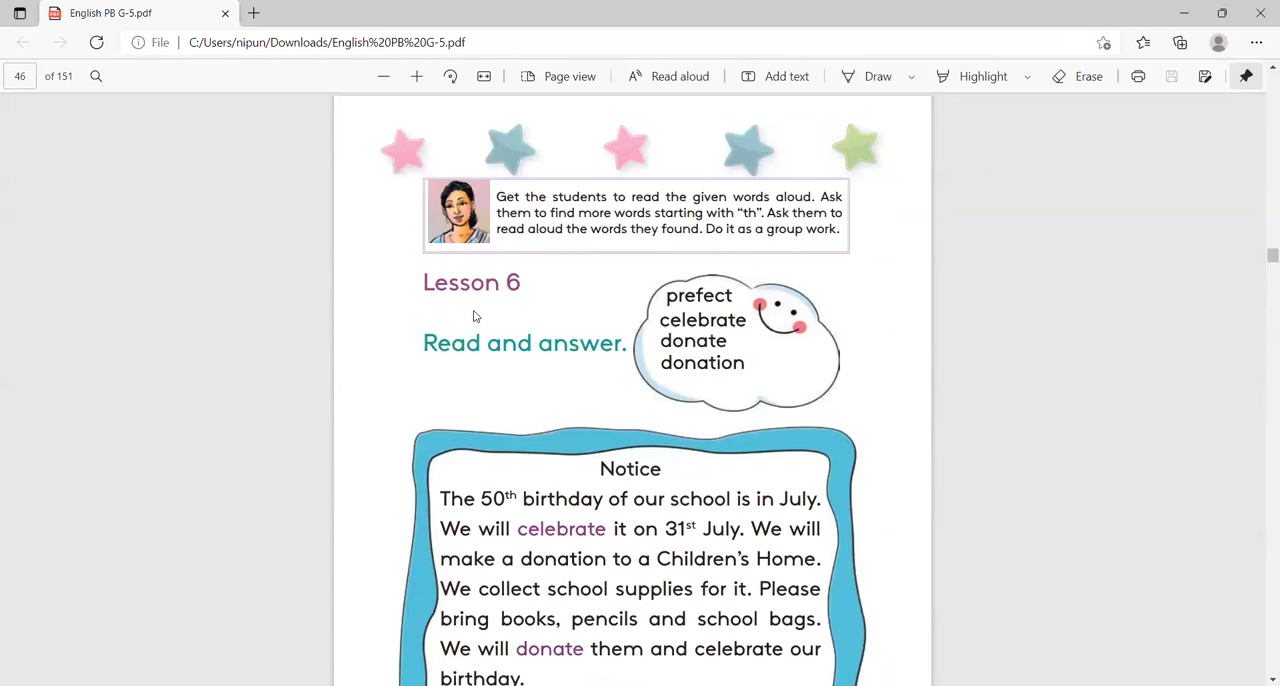 English PB G-5.pdf
File | C:/Users/nipun/Downloads/English%20PB%20G-5.pdf
46 of 151
Page view
Read aloud
Add text
Draw
Highlight
Erase
Get the students to read the given words aloud. Ask
them to find more words starting with “th”. Ask them to
read aloud the words they found. Do it as a group work.
Lesson 6
Read and answer.
prefect
celebrate
donate
donation
Notice
The 50th birthday of our school is in July.
We will celebrate it on 31st July. We will
make a donation to a Children’s Home.
We collect school supplies for it. Please
bring books, pencils and school bags.
We will donate them and celebrate our
birthday.